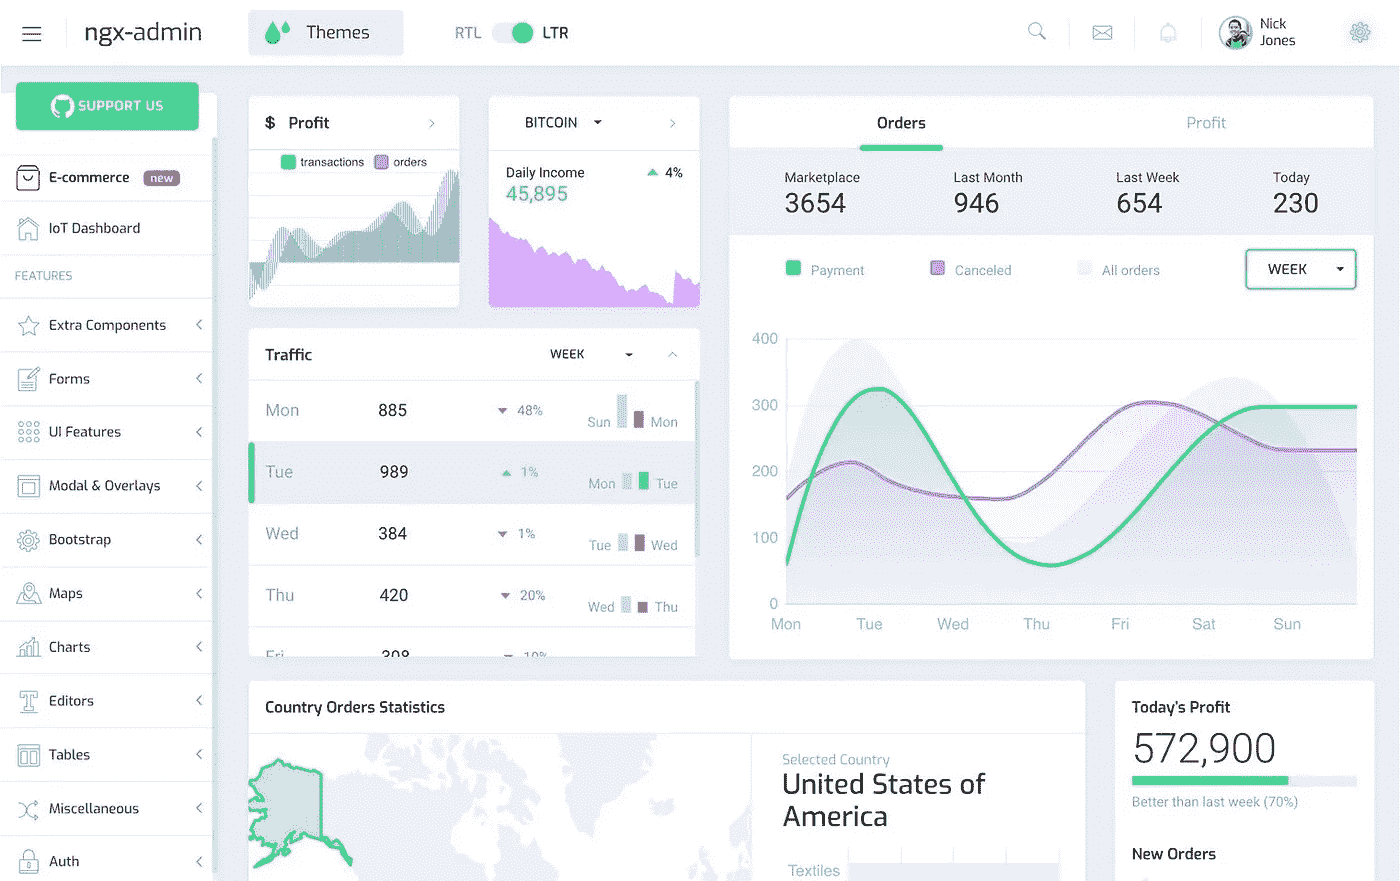 ngx-admin
Themes
RTL LTR
Nick
Jones
SUPPORT US
E-commerce new
IoT Dashboard
FEATURES
Extra Components
Forms
UI Features
Modal & Overlays
Bootstrap
Maps
Charts
Editors
Tables
Miscellaneous
Auth
$ Profit
transactions orders
BITCOIN
Daily Income 4%
45,895
Orders Profit
Marketplace Last Month Last Week Today
3654 946 654 230
Payment Canceled All orders WEEK
400
300
200
100
0
Mon Tue Wed Thu Fri Sat Sun
Traffic WEEK
Mon 885 48% Sun Mon
Tue 989 1% Mon Tue
Wed 384 1% Tue Wed
Thu 420 20% Wed Thu
Fri 308 10%
Country Orders Statistics
Selected Country
United States of
America
Textiles
Today's Profit
572,900
Better than last week (70%)
New Orders